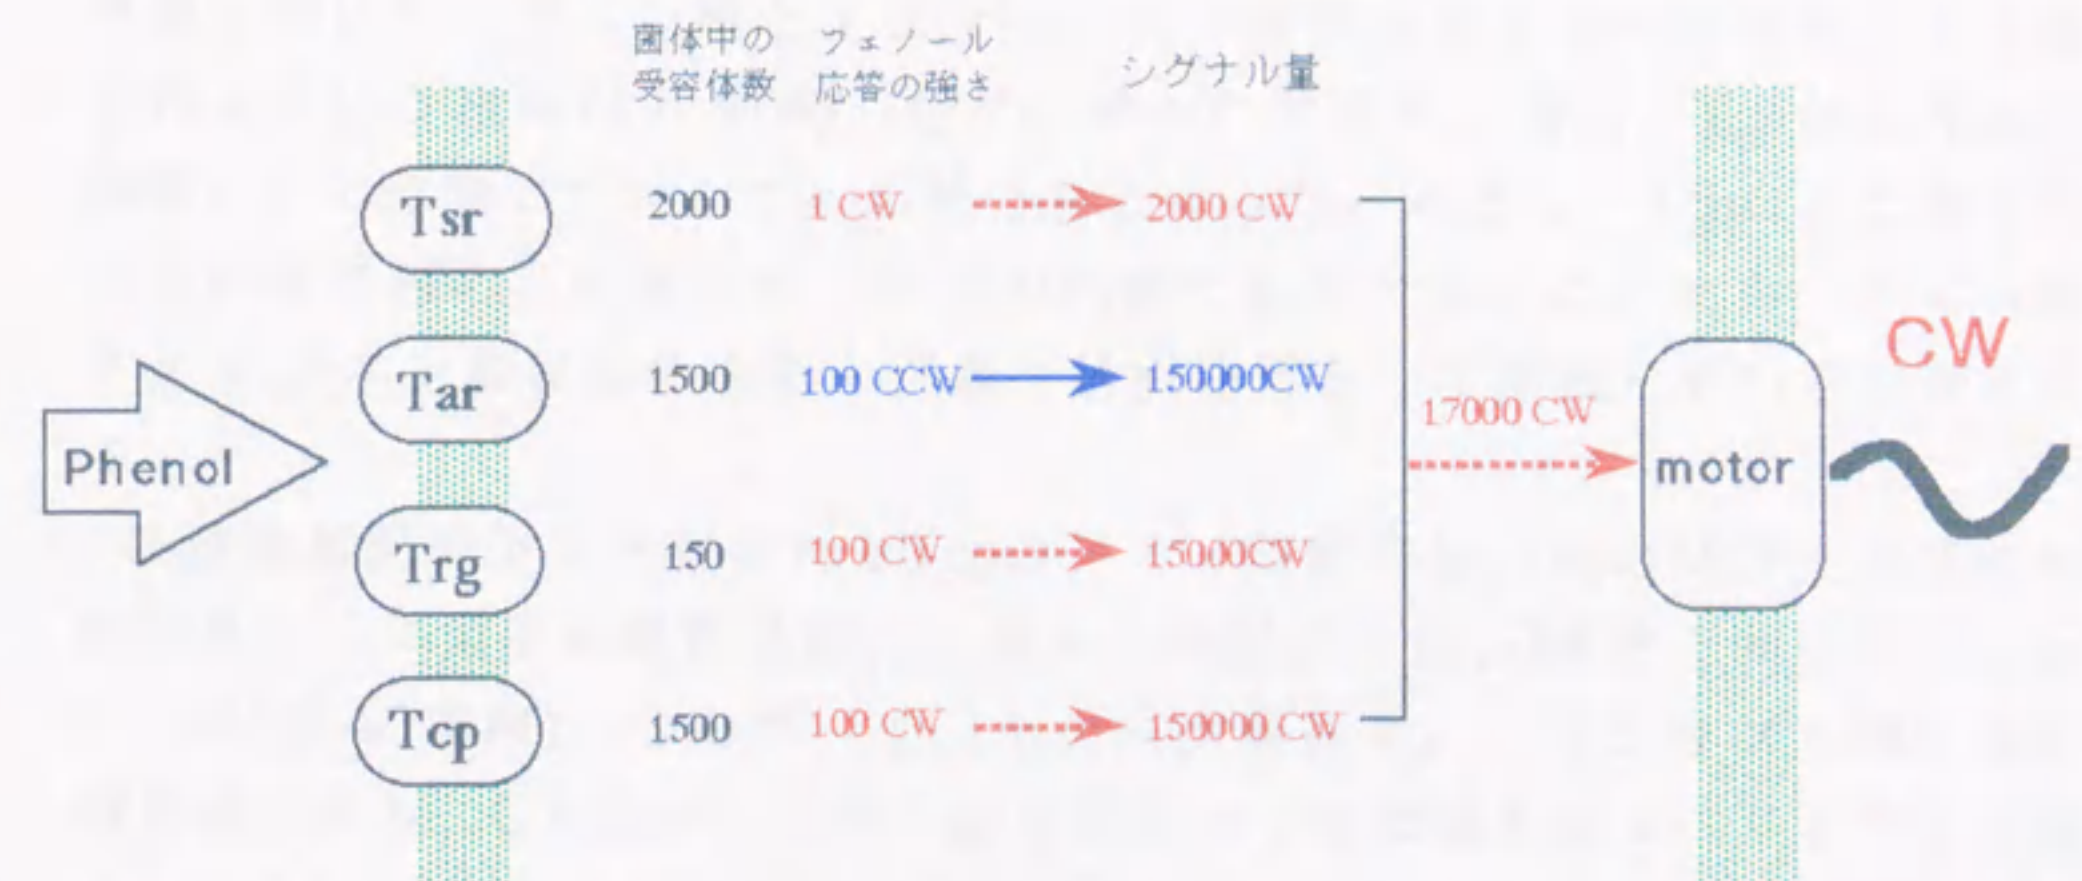 菌体中の フェノール
受容体数 応答の強さ シグナル量
Tsr 2000 1 CW 2000 CW
Tar 1500 100 CCW 150000CW
Trg 150 100 CW 15000CW
Tcp 1500 100 CW 150000 CW
Phenol
17000 CW
motor
CW